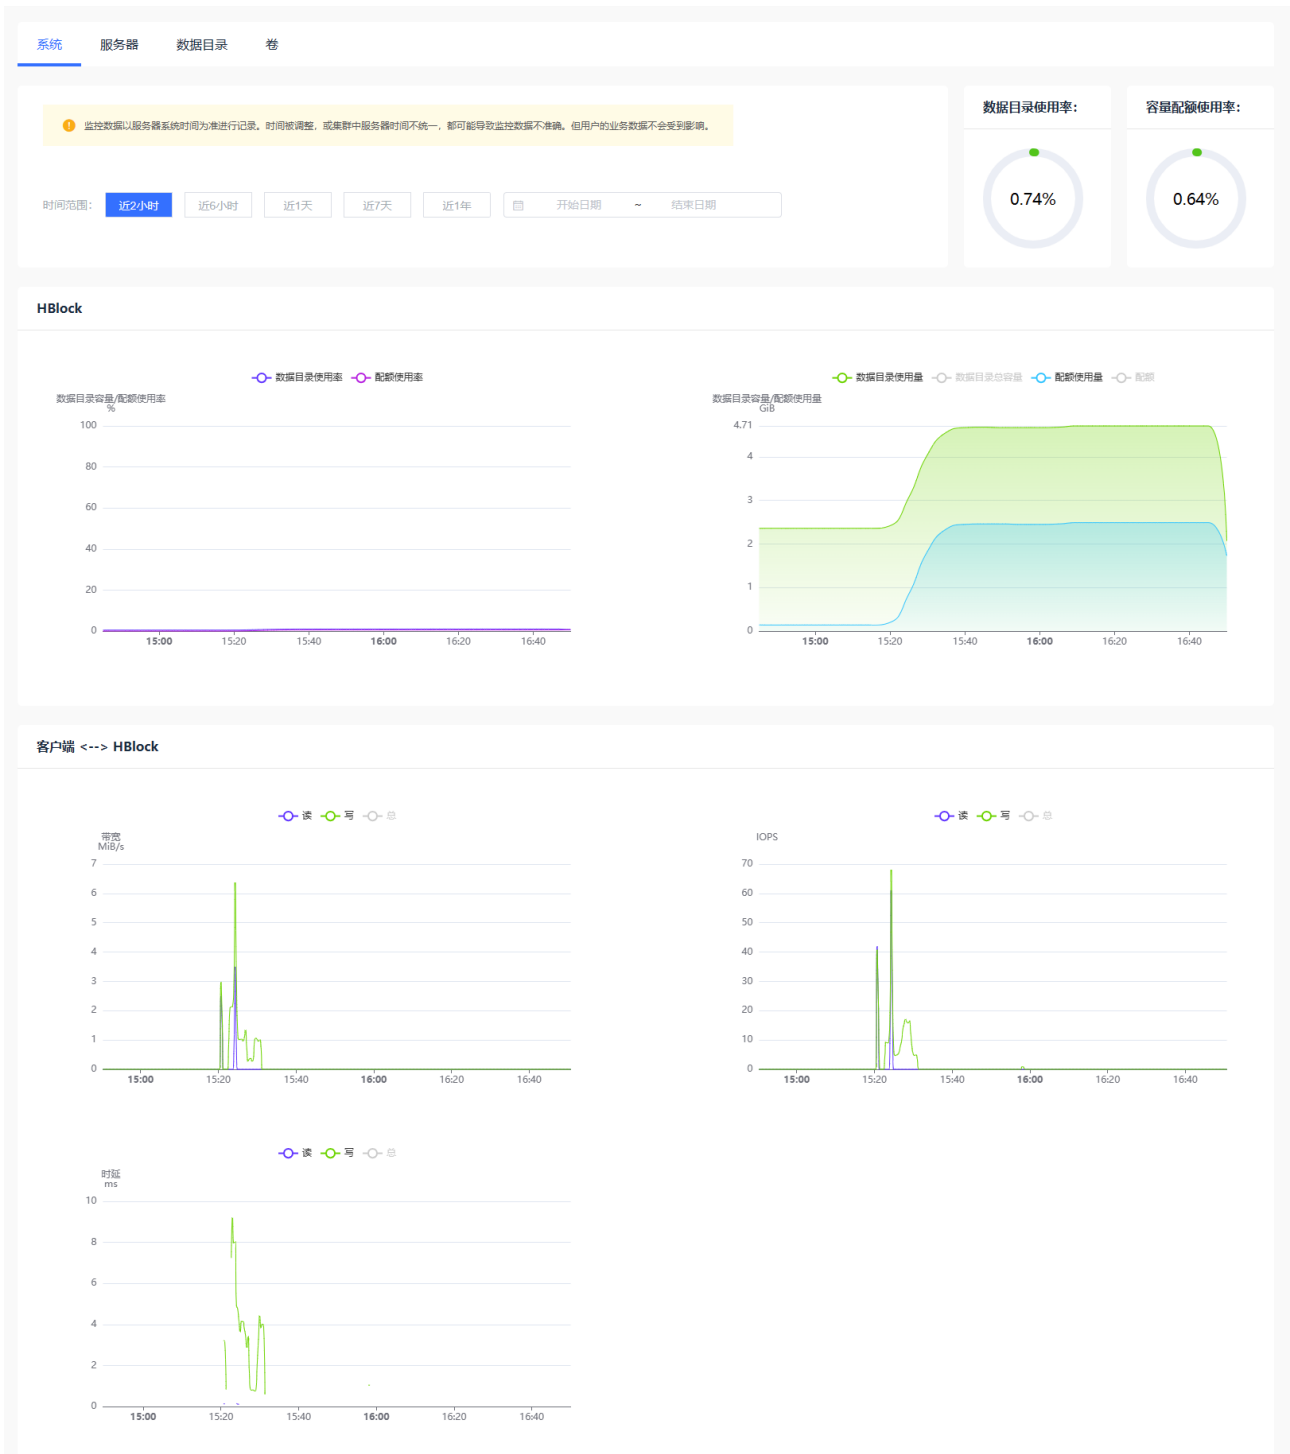 系统 服务器 数据目录 卷
监控数据以服务器系统时间为准进行记录。时间被调整，或集群中服务器时间不统一，都可能导致监控数据不准确。但用户的业务数据不会受到影响。
时间范围： 近2小时 近6小时 近1天 近7天 近1年 开始日期 ~ 结束日期
数据目录使用率： 容量配额使用率：
0.74% 0.64%
HBlock
数据目录使用率 配额使用率
数据目录容量/配额使用率
%
100
80
60
40
20
0
15:00 15:20 15:40 16:00 16:20 16:40
数据目录使用量 数据目录总容量 配额使用量 配额
数据目录容量/配额使用量
GiB
4.71
4
3
2
1
0
15:00 15:20 15:40 16:00 16:20 16:40
客户端 <--> HBlock
读 写 总
带宽
MiB/s
7
6
5
4
3
2
1
0
15:00 15:20 15:40 16:00 16:20 16:40
读 写 总
IOPS
70
60
50
40
30
20
10
0
15:00 15:20 15:40 16:00 16:20 16:40
读 写 总
时延
ms
10
8
6
4
2
0
15:00 15:20 15:40 16:00 16:20 16:40